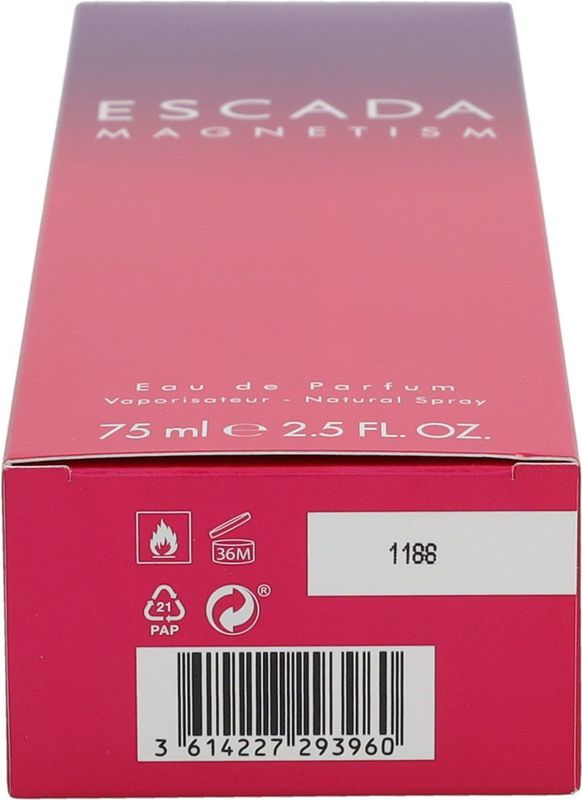 ESCADA
MAGNETISM
Eau de Parfum
Vaporisateur - Natural Spray
75 ml ℮ 2.5 FL. OZ.
36M
1186
21
PAP
®
3 614227 293960